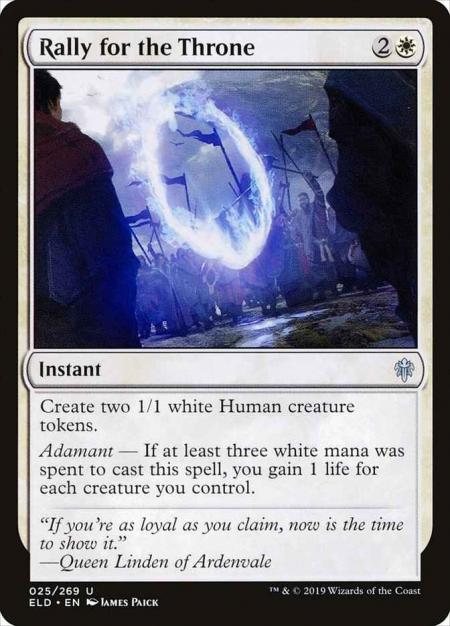 Rally for the Throne 2
Instant
Create two 1/1 white Human creature
tokens.
Adamant — If at least three white mana was
spent to cast this spell, you gain 1 life for
each creature you control.
"If you're as loyal as you claim, now is the time
to show it."
—Queen Linden of Ardenvale
025/269 U
ELD • EN James Paick
™ & © 2019 Wizards of the Coast